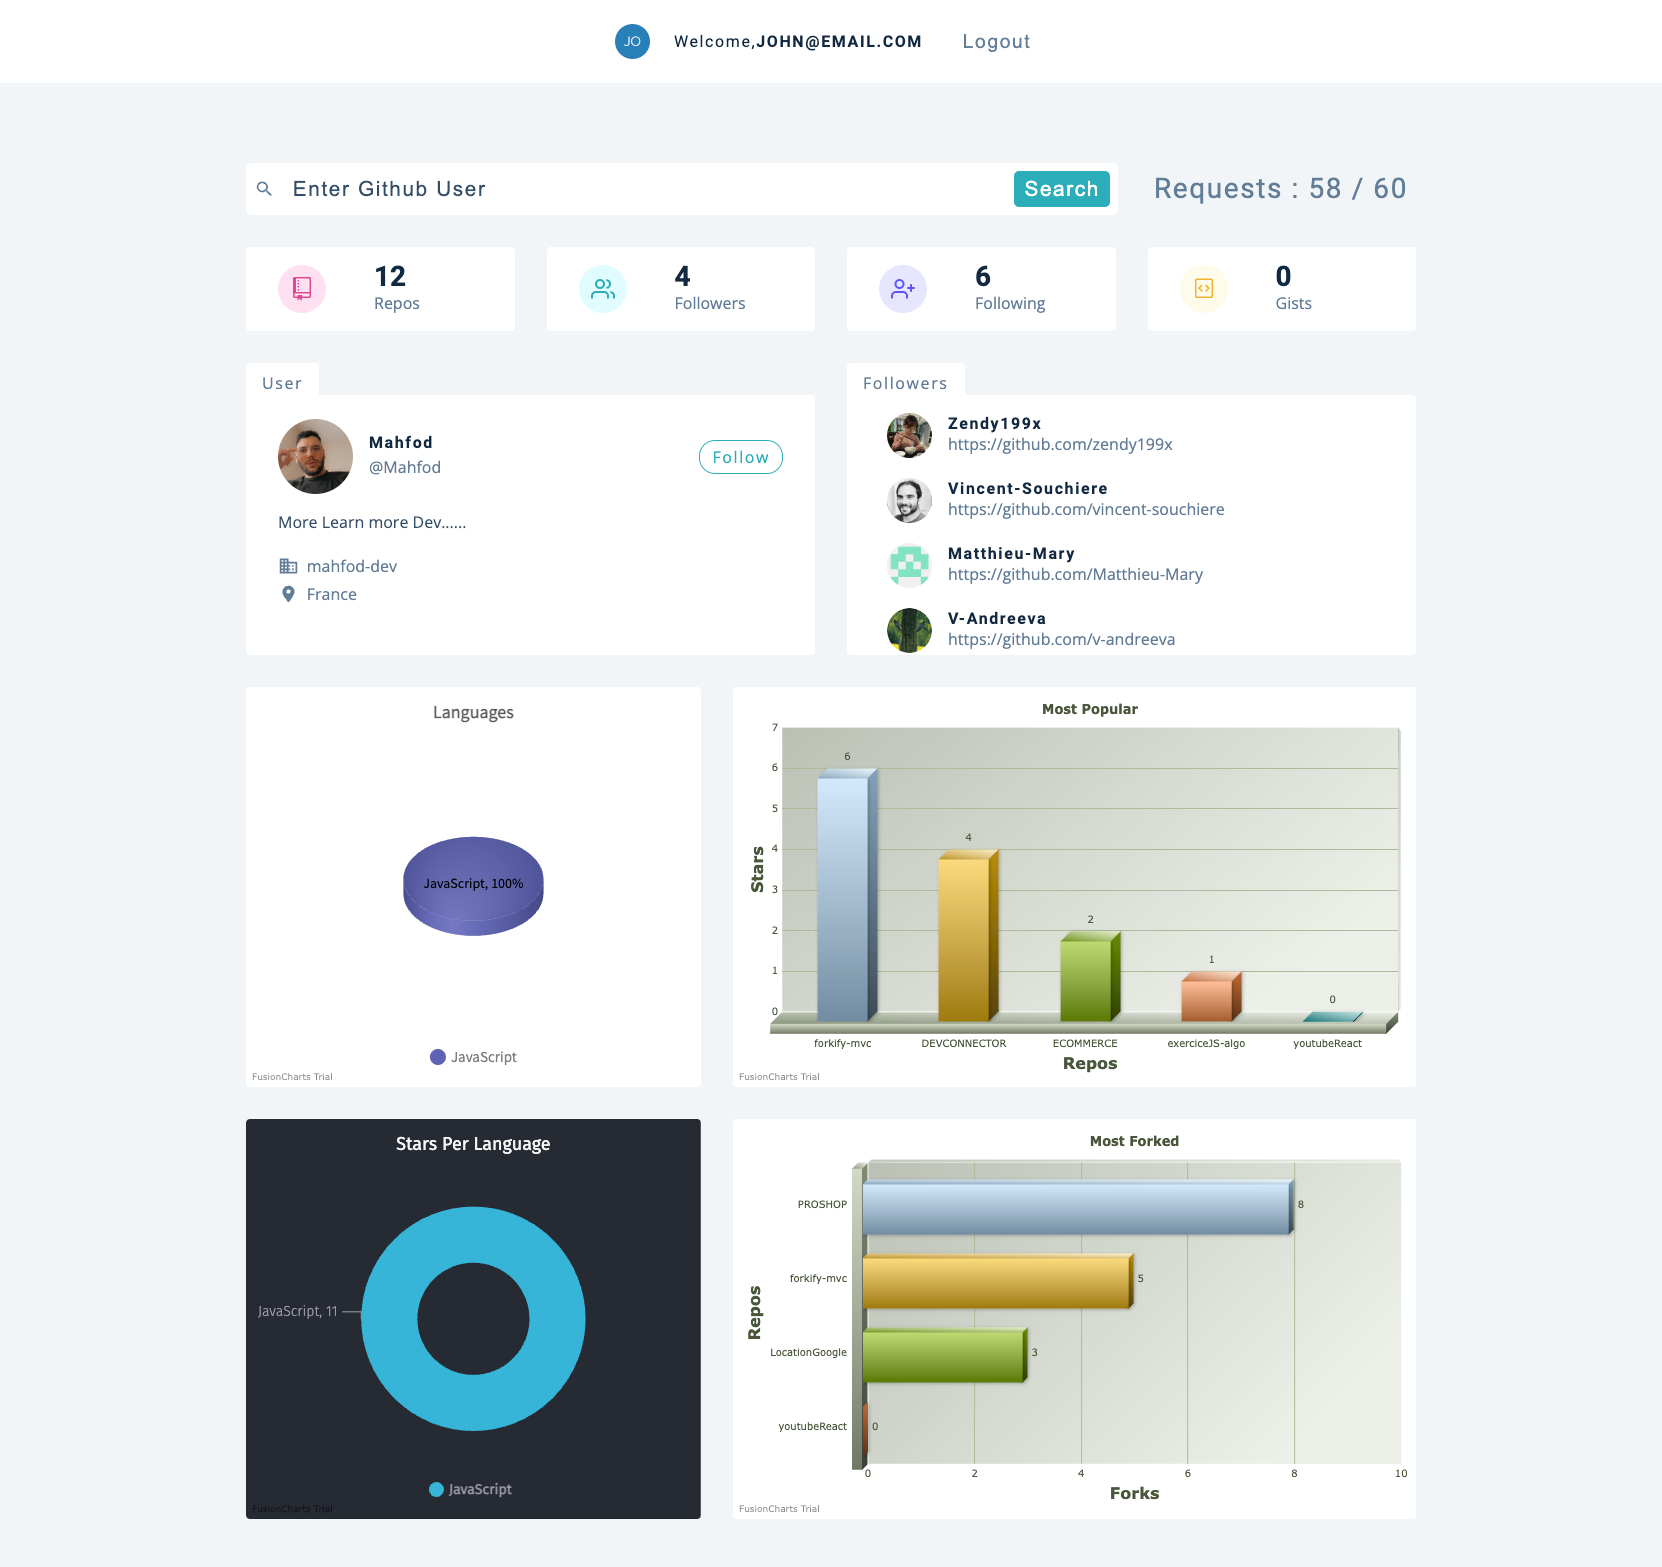 JO Welcome,JOHN@EMAIL.COM Logout
Enter Github User Search Requests : 58 / 60
12
Repos
4
Followers
6
Following
0
Gists
User
Mahfod
@Mahfod
Follow
More Learn more Dev......
mahfod-dev
France
Followers
Zendy199x
https://github.com/zendy199x
Vincent-Souchiere
https://github.com/vincent-souchiere
Matthieu-Mary
https://github.com/Matthieu-Mary
V-Andreeva
https://github.com/v-andreeva
Languages
JavaScript, 100%
JavaScript
FusionCharts Trial
Most Popular
Stars
7
6
5
4
3
2
1
0
6
4
2
1
0
forkify-mvc DEVCONNECTOR ECOMMERCE exerciceJS-algo youtubeReact
Repos
FusionCharts Trial
Stars Per Language
JavaScript, 11
JavaScript
FusionCharts Trial
Most Forked
Repos
PROSHOP 8
forkify-mvc 5
LocationGoogle 3
youtubeReact 0
0 2 4 6 8 10
Forks
FusionCharts Trial